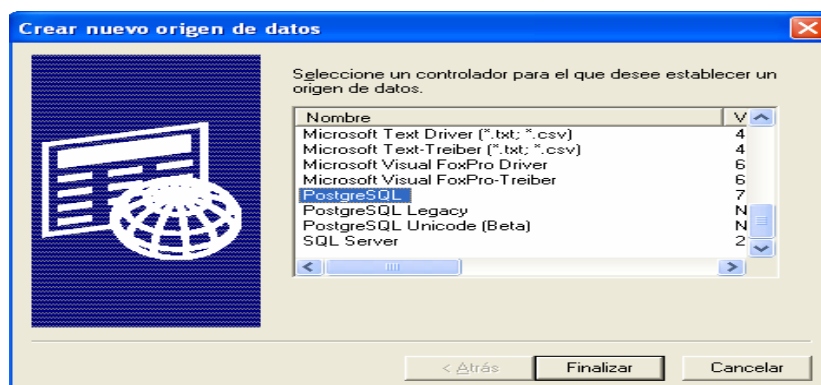 Crear nuevo origen de datos
Seleccione un controlador para el que desee establecer un
origen de datos.
Nombre V
Microsoft Text Driver (*.txt; *.csv) 4
Microsoft Text-Treiber (*.txt; *.csv) 4
Microsoft Visual FoxPro Driver 6
Microsoft Visual FoxPro-Treiber 6
PostgreSQL 7
PostgreSQL Legacy N
PostgreSQL Unicode (Beta) N
SQL Server 2
< Atrás Finalizar Cancelar